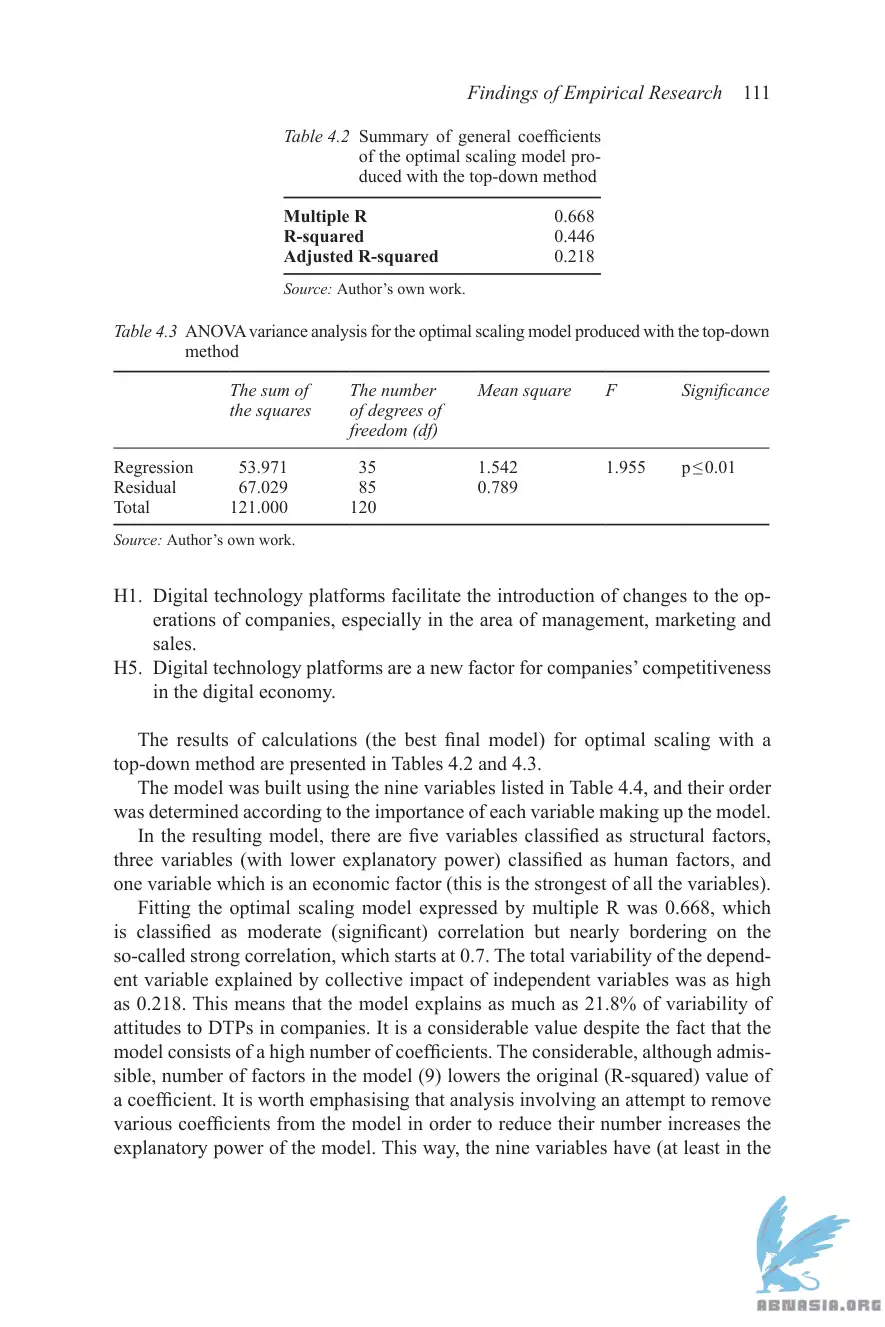 Findings of Empirical Research 111
Table 4.2 Summary of general coefficients
of the optimal scaling model pro-
duced with the top-down method
Multiple R 0.668
R-squared 0.446
Adjusted R-squared 0.218
Source: Author’s own work.
Table 4.3 ANOVA variance analysis for the optimal scaling model produced with the top-down
method
The sum of The number Mean square F Significance
the squares of degrees of
freedom (df)
Regression 53.971 35 1.542 1.955 p≤0.01
Residual 67.029 85 0.789
Total 121.000 120
Source: Author’s own work.
H1. Digital technology platforms facilitate the introduction of changes to the op-
erations of companies, especially in the area of management, marketing and
sales.
H5. Digital technology platforms are a new factor for companies’ competitiveness
in the digital economy.
The results of calculations (the best final model) for optimal scaling with a
top-down method are presented in Tables 4.2 and 4.3.
The model was built using the nine variables listed in Table 4.4, and their order
was determined according to the importance of each variable making up the model.
In the resulting model, there are five variables classified as structural factors,
three variables (with lower explanatory power) classified as human factors, and
one variable which is an economic factor (this is the strongest of all the variables).
Fitting the optimal scaling model expressed by multiple R was 0.668, which
is classified as moderate (significant) correlation but nearly bordering on the
so-called strong correlation, which starts at 0.7. The total variability of the depend-
ent variable explained by collective impact of independent variables was as high
as 0.218. This means that the model explains as much as 21.8% of variability of
attitudes to DTPs in companies. It is a considerable value despite the fact that the
model consists of a high number of coefficients. The considerable, although admis-
sible, number of factors in the model (9) lowers the original (R-squared) value of
a coefficient. It is worth emphasising that analysis involving an attempt to remove
various coefficients from the model in order to reduce their number increases the
explanatory power of the model. This way, the nine variables have (at least in the
ABNASIA.ORG